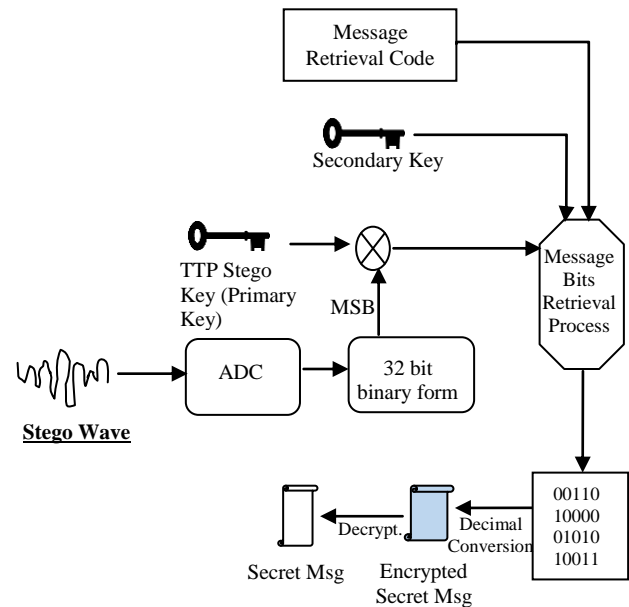 Message
Retrieval Code
Secondary Key
TTP Stego
Key (Primary
Key)
MSB
Message
Bits
Retrieval
Process
ADC
32 bit
binary form
Stego Wave
00110
10000
01010
10011
Decrypt.
Decimal
Conversion
Secret Msg
Encrypted
Secret Msg